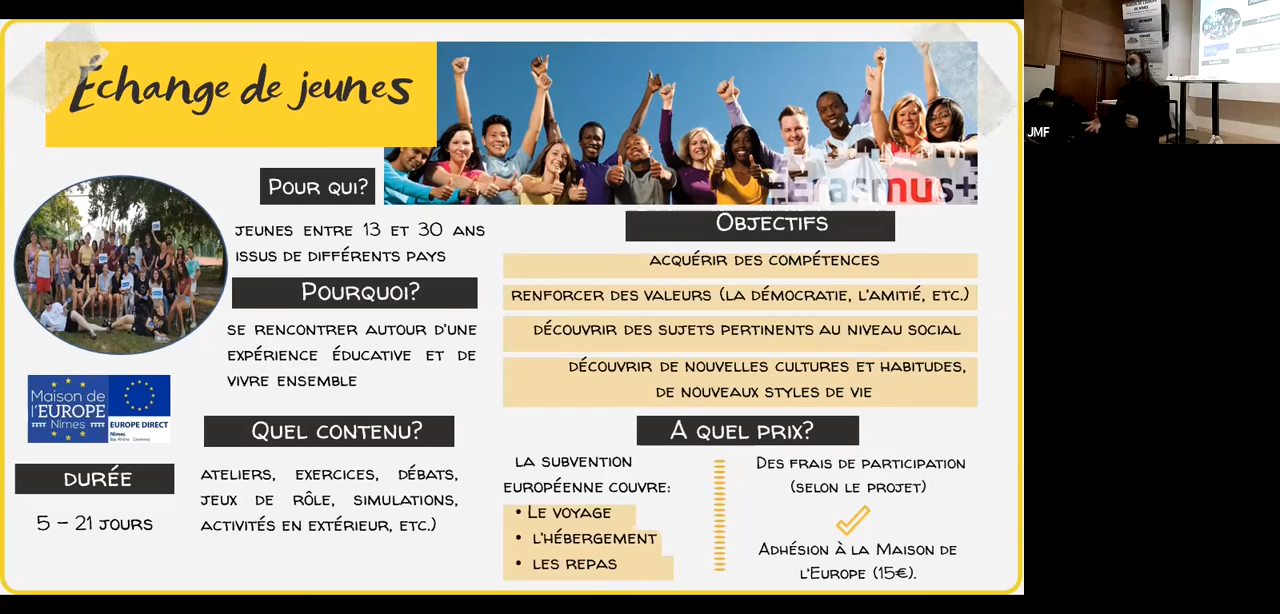 Échange de jeunes
Erasmus+
Pour qui?
jeunes entre 13 et 30 ans
issus de différents pays
Pourquoi?
se rencontrer autour d'une
expérience éducative et de
vivre ensemble
Maison de
l'EUROPE
Nîmes
EUROPE DIRECT
Nîmes
Quel contenu?
ateliers, exercices, débats,
jeux de rôle, simulations,
activités en extérieur, etc.)
durée
5 – 21 jours
Objectifs
acquérir des compétences
renforcer des valeurs (la démocratie, l'amitié, etc.)
découvrir des sujets pertinents au niveau social
découvrir de nouvelles cultures et habitudes,
de nouveaux styles de vie
A quel prix?
la subvention
européenne couvre:
• Le voyage
• l'hébergement
• les repas
Des frais de participation
(selon le projet)
Adhésion à la Maison de
l'Europe (15€).
JMF